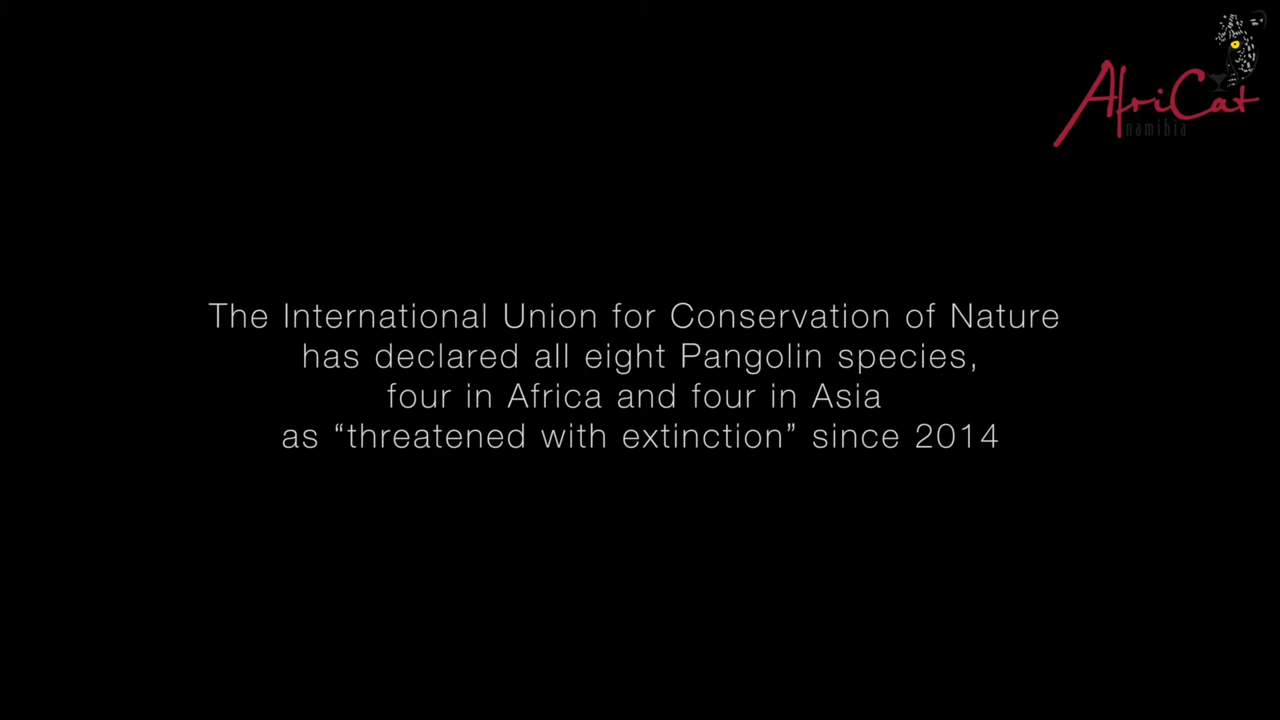 AfriCat
namibia
The International Union for Conservation of Nature
has declared all eight Pangolin species,
four in Africa and four in Asia
as “threatened with extinction” since 2014